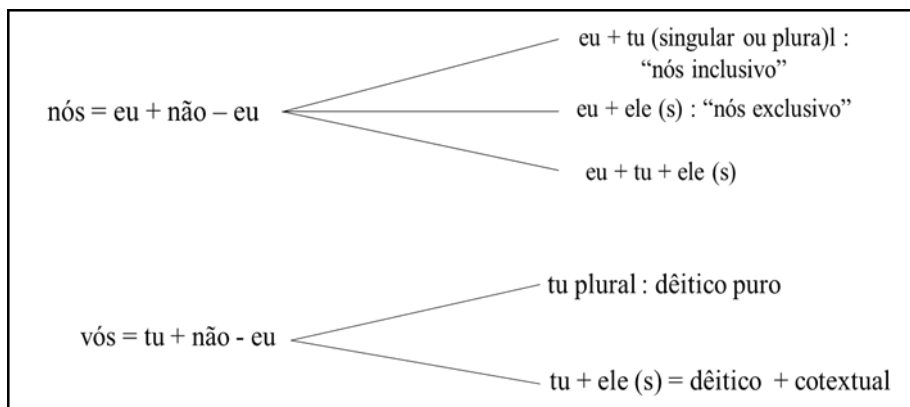 eu + tu (singular ou plura)l :
“nós inclusivo”
nós = eu + não – eu
eu + ele (s) : “nós exclusivo”
eu + tu + ele (s)
tu plural : dêitico puro
vós = tu + não - eu
tu + ele (s) = dêitico + cotextual